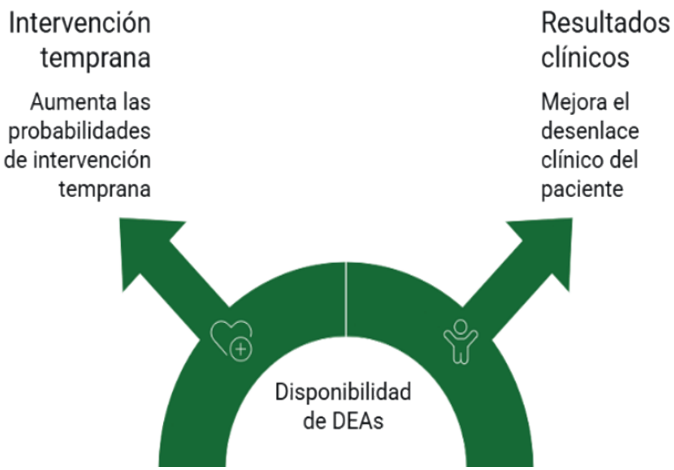 Intervención
temprana
Aumenta las
probabilidades
de intervención
temprana
Resultados
clínicos
Mejora el
desenlace
clínico del
paciente
Disponibilidad
de DEAs